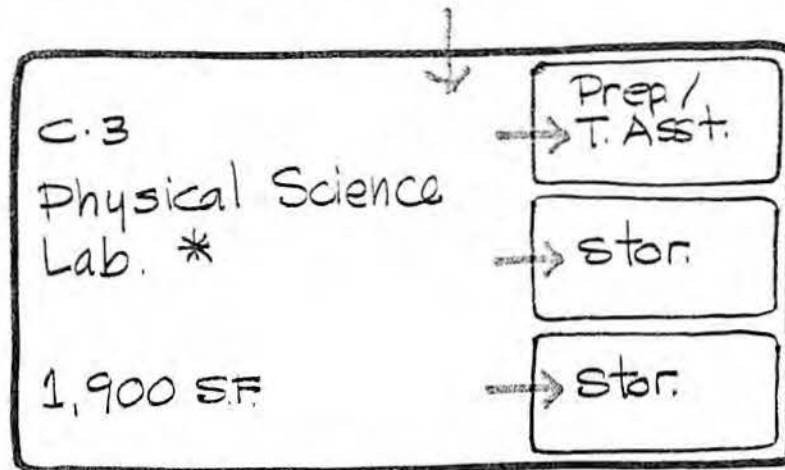 C.3
Physical Science
Lab. *
1,900 S.F.
Prep/
T. Asst.
stor.
stor.